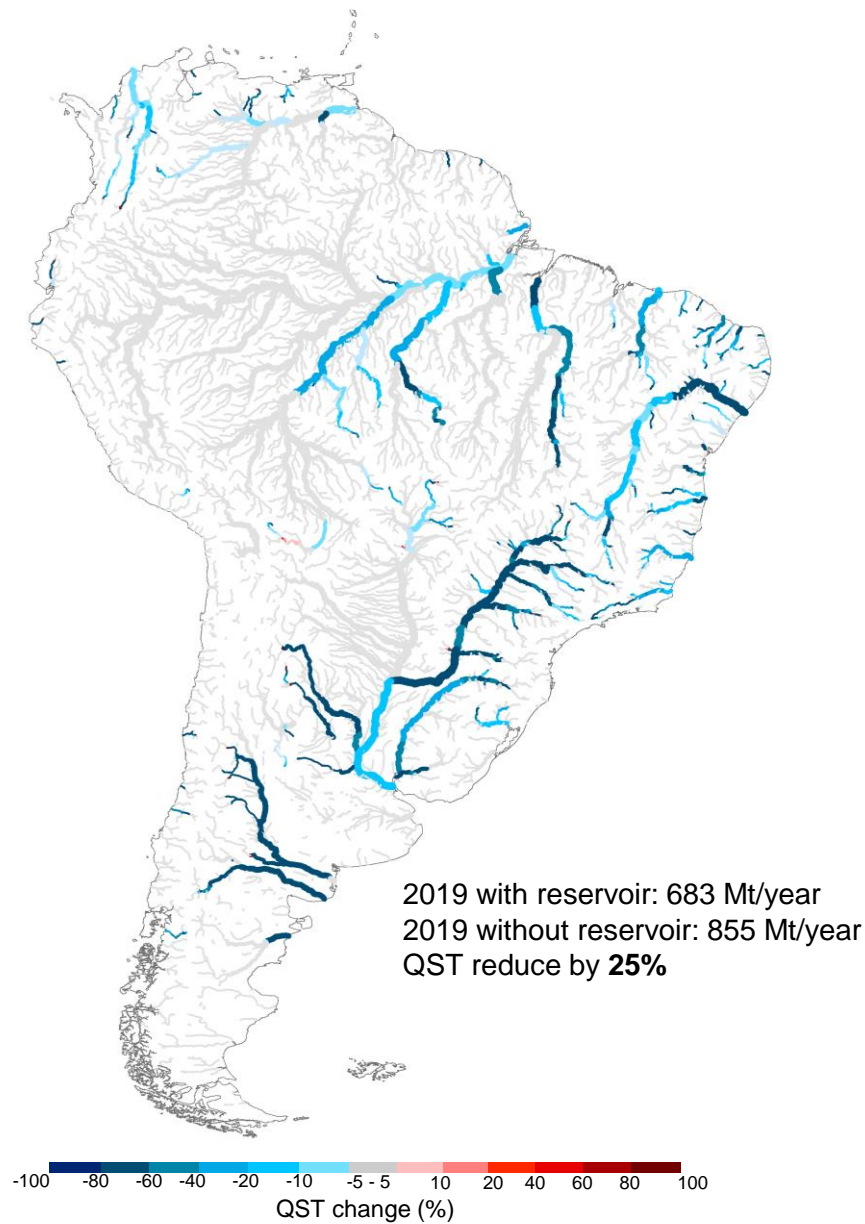 2019 with reservoir: 683 Mt/year
2019 without reservoir: 855 Mt/year
QST reduce by 25%
-100 -80 -60 -40 -20 -10 -5 - 5 10 20 40 60 80 100
QST change (%)